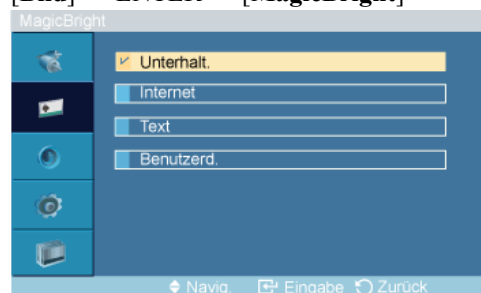 MagicBright
Unterhalt.
Internet
Text
Benutzerd.
Navig. Eingabe Zurück